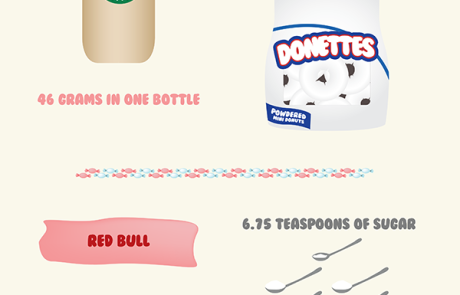 DONETTES
46 GRAMS IN ONE BOTTLE
POWDERED
MINI DONUTS
6.75 TEASPOONS OF SUGAR
RED BULL